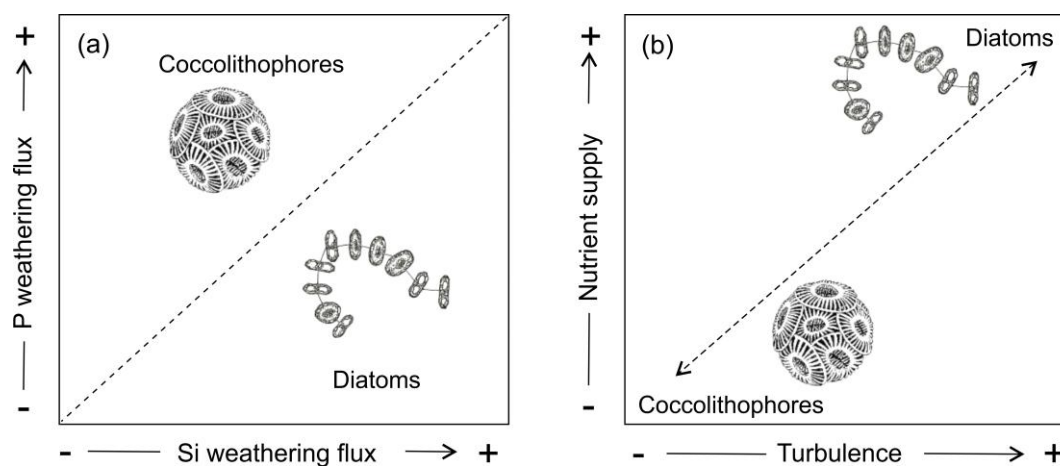 (a)
Coccolithophores
Diatoms
+
P weathering flux
-
- Si weathering flux +
(b)
Diatoms
Coccolithophores
+
Nutrient supply
-
- Turbulence +